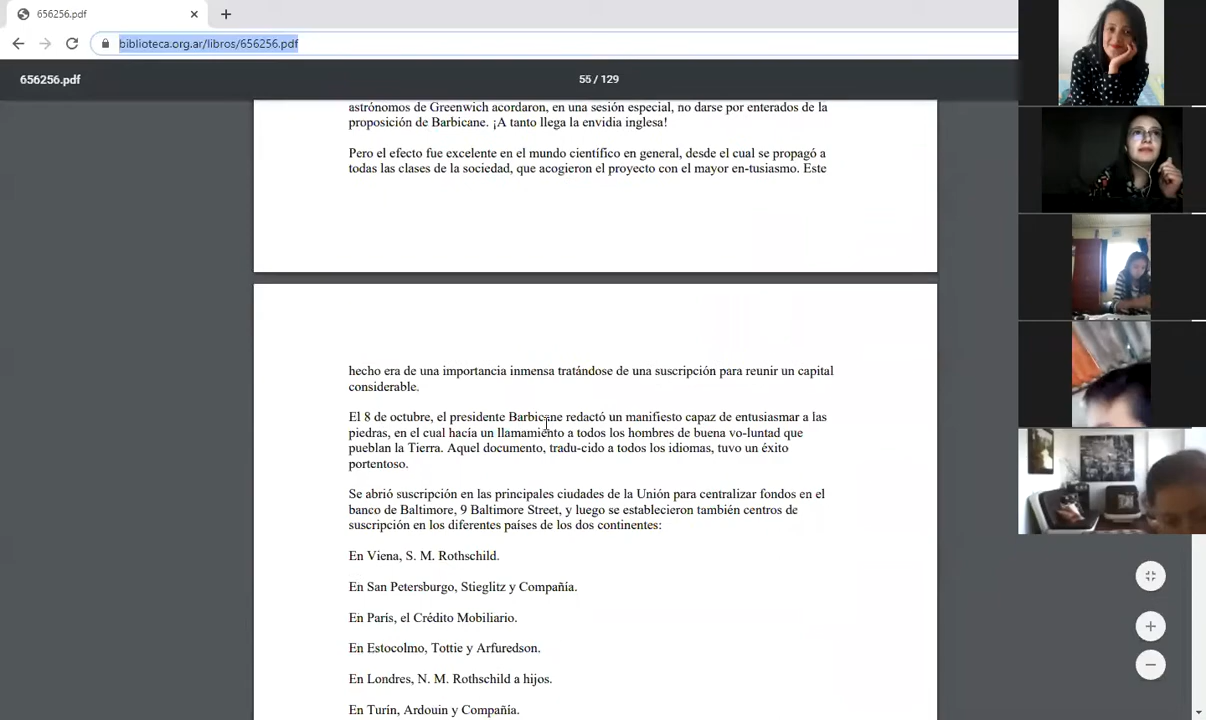 656256.pdf
biblioteca.org.ar/libros/656256.pdf
656256.pdf
55 / 129
astrónomos de Greenwich acordaron, en una sesión especial, no darse por enterados de la
proposición de Barbicane. ¡A tanto llega la envidia inglesa!
Pero el efecto fue excelente en el mundo científico en general, desde el cual se propagó a
todas las clases de la sociedad, que acogieron el proyecto con el mayor en-tusiasmo. Este
hecho era de una importancia inmensa tratándose de una suscripción para reunir un capital
considerable.
El 8 de octubre, el presidente Barbicane redactó un manifiesto capaz de entusiasmar a las
piedras, en el cual hacía un llamamiento a todos los hombres de buena vo-luntad que
pueblan la Tierra. Aquel documento, tradu-cido a todos los idiomas, tuvo un éxito
portentoso.
Se abrió suscripción en las principales ciudades de la Unión para centralizar fondos en el
banco de Baltimore, 9 Baltimore Street, y luego se establecieron también centros de
suscripción en los diferentes países de los dos continentes:
En Viena, S. M. Rothschild.
En San Petersburgo, Stieglitz y Compañía.
En París, el Crédito Mobiliario.
En Estocolmo, Tottie y Arfuredson.
En Londres, N. M. Rothschild a hijos.
En Turín, Ardouin y Compañía.